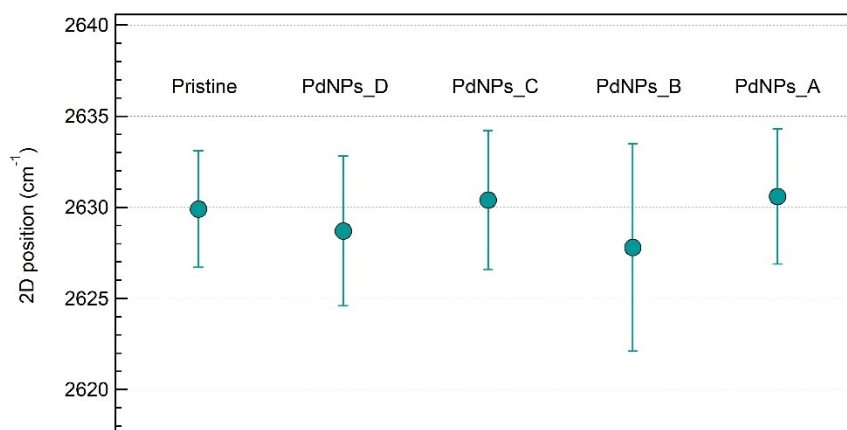 2640
Pristine PdNPs_D PdNPs_C PdNPs_B PdNPs_A
2635
2630
2625
2620
2D position (cm⁻¹)